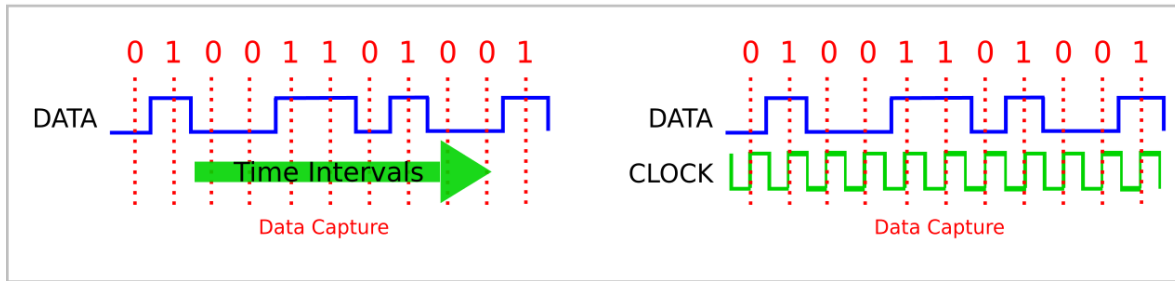 0 1 0 0 1 1 0 1 0 0 1
DATA
Time Intervals
Data Capture
0 1 0 0 1 1 0 1 0 0 1
DATA
CLOCK
Data Capture